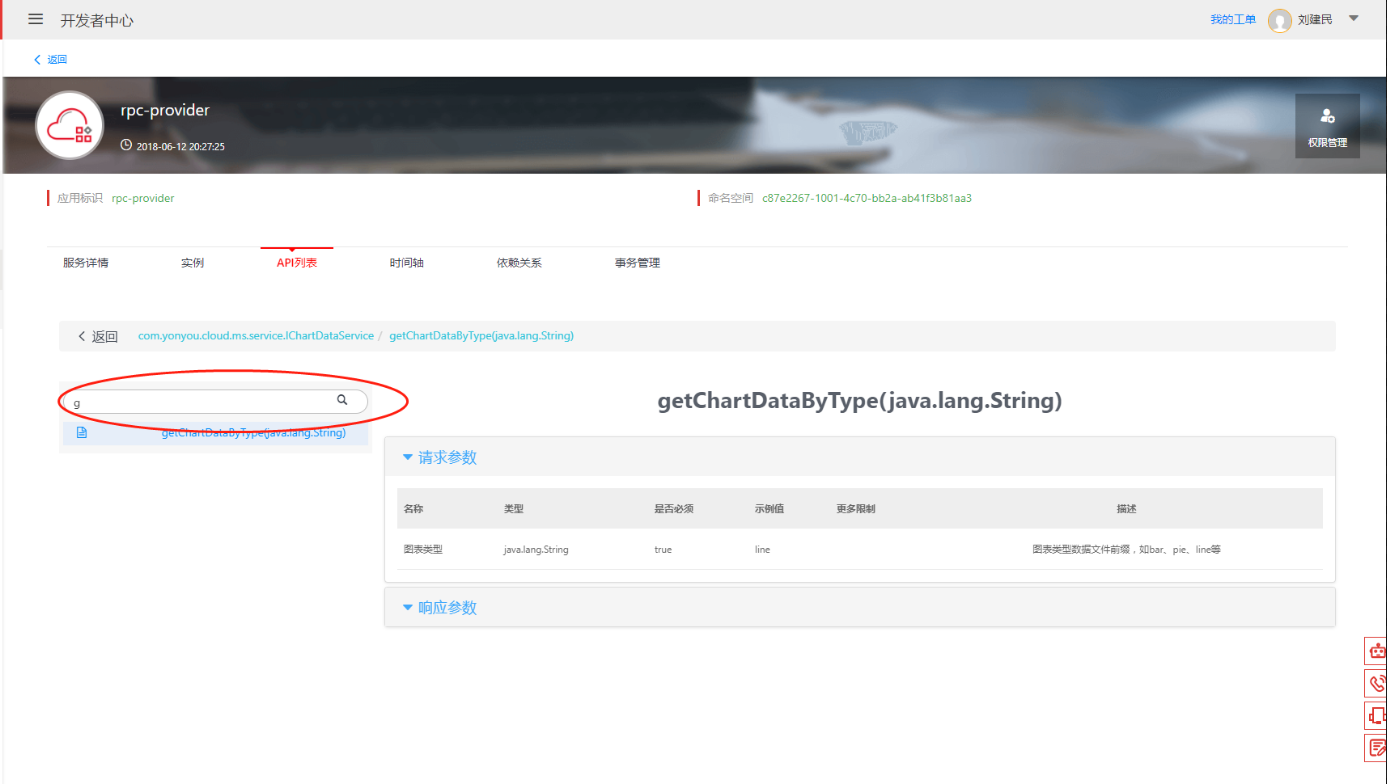 开发者中心
我的工单 刘建民
返回
rpc-provider
2018-06-12 20:27:25
权限管理
应用标识 rpc-provider
命名空间 c87e2267-1001-4c70-bb2a-ab41f3b81aa3
服务详情 实例 API列表 时间轴 依赖关系 事务管理
返回 com.yonyou.cloud.ms.service.IChartDataService / getChartDataByType(java.lang.String)
g
getChartDataByType(java.lang.String)
getChartDataByType(java.lang.String)
请求参数
名称 类型 是否必须 示例值 更多限制 描述
图表类型 java.lang.String true line 图表类型数据文件前缀，如bar、pie、line等
响应参数